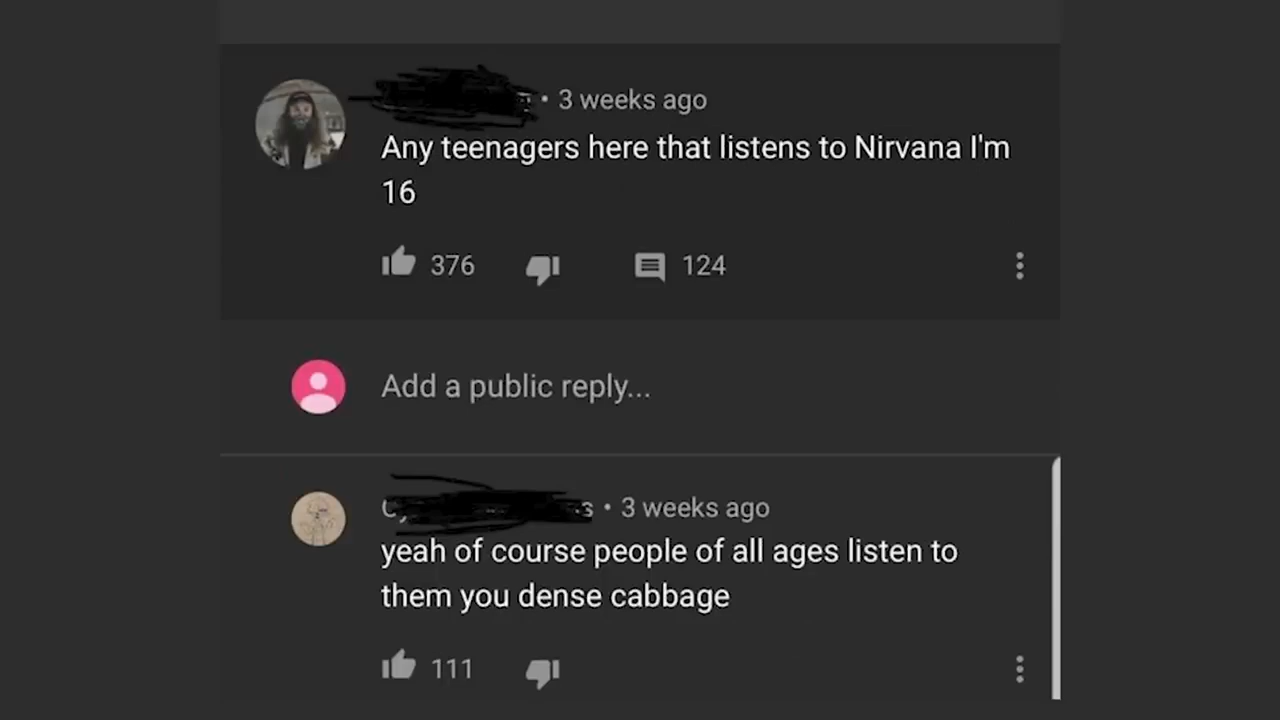 • 3 weeks ago
Any teenagers here that listens to Nirvana I'm
16
376 124
Add a public reply...
• 3 weeks ago
yeah of course people of all ages listen to
them you dense cabbage
111